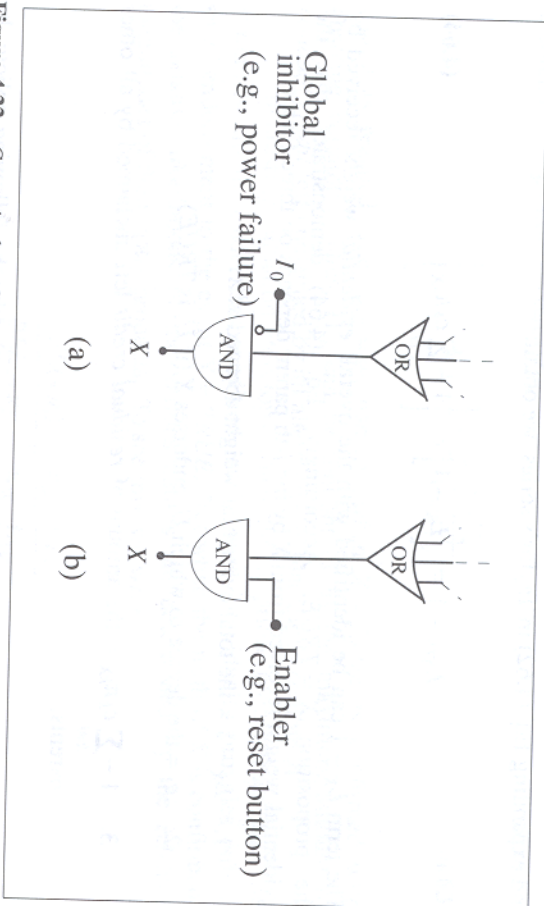 OR
OR
Global
inhibitor
(e.g., power failure)
I0
AND
AND
Enabler
(e.g., reset button)
X
X
(a)
(b)